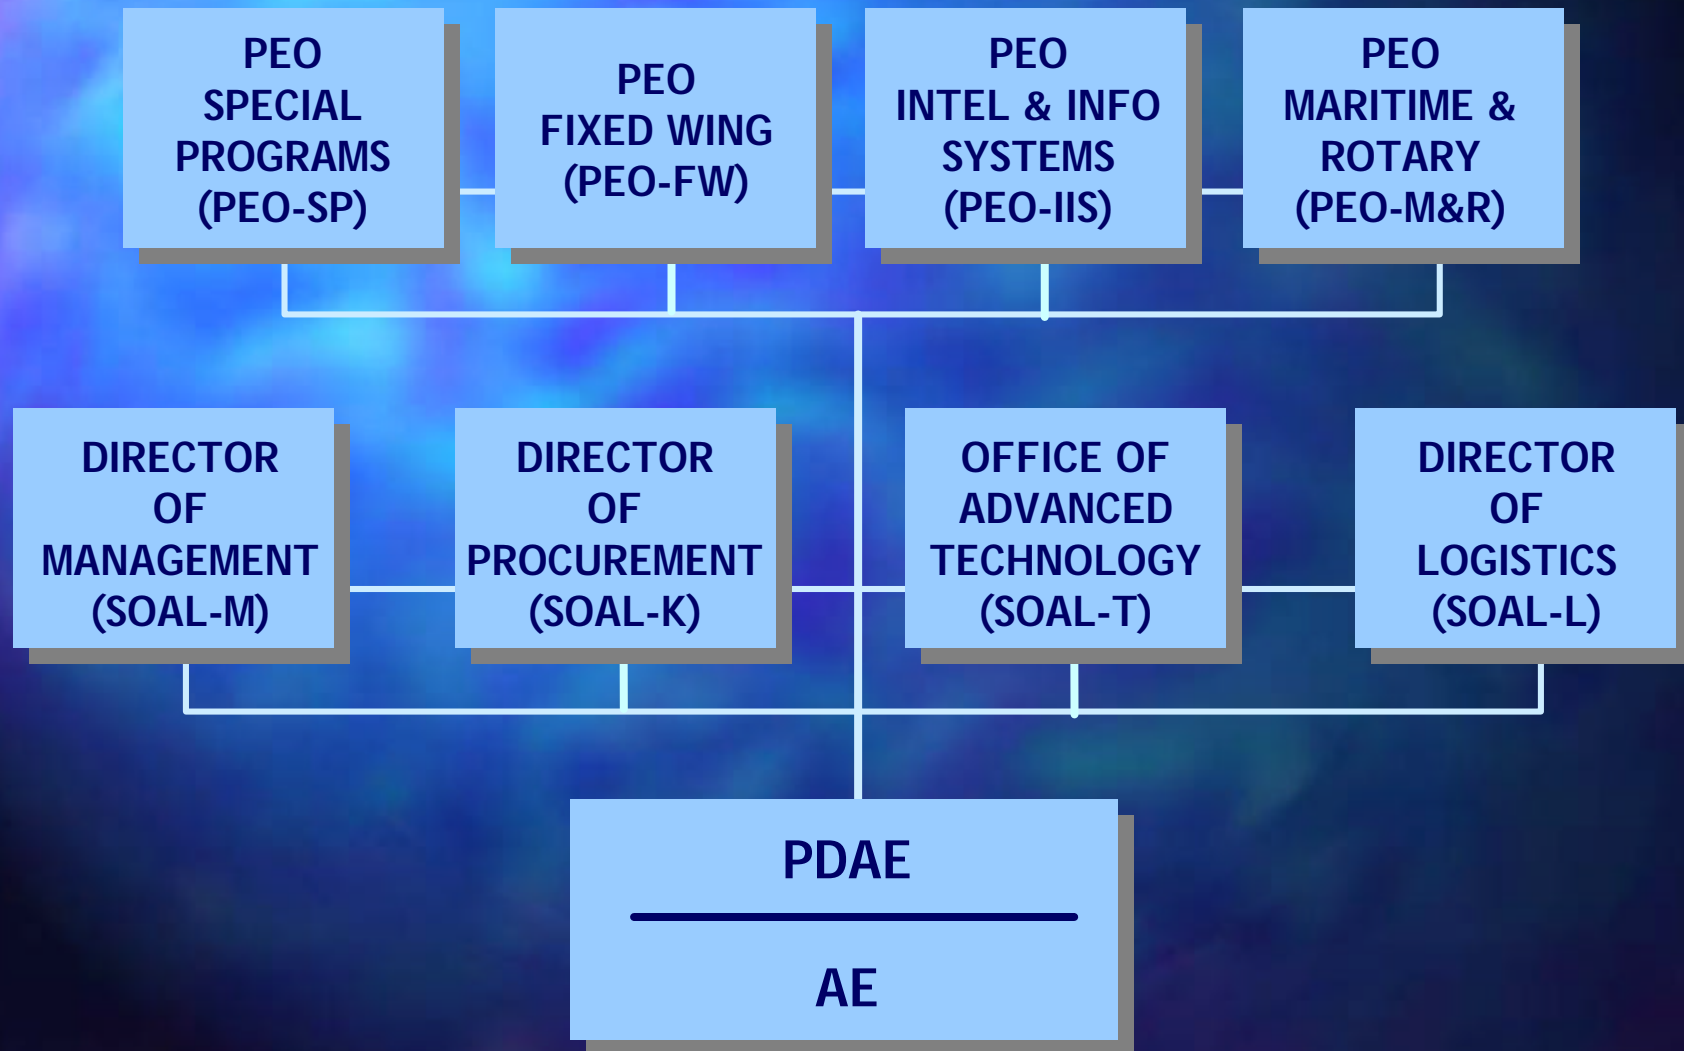 PEO
SPECIAL
PROGRAMS
(PEO-SP)
PEO
FIXED WING
(PEO-FW)
PEO
INTEL & INFO
SYSTEMS
(PEO-IIS)
PEO
MARITIME &
ROTARY
(PEO-M&R)
DIRECTOR
OF
MANAGEMENT
(SOAL-M)
DIRECTOR
OF
PROCUREMENT
(SOAL-K)
OFFICE OF
ADVANCED
TECHNOLOGY
(SOAL-T)
DIRECTOR
OF
LOGISTICS
(SOAL-L)
PDAE
AE